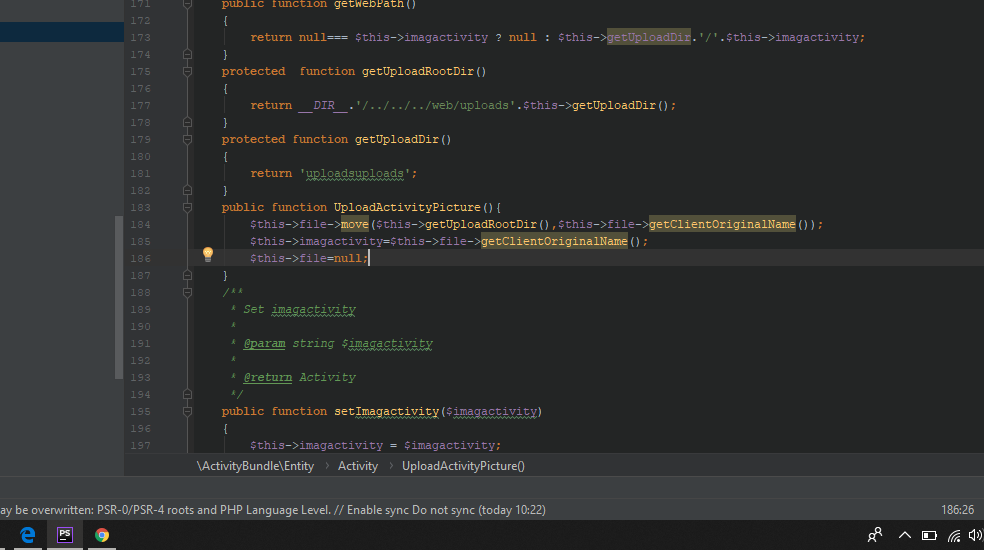 171 public function getWebPath()
172 {
173 return null=== $this->imagactivity ? null : $this->getUploadDir.'/'.$this->imagactivity;
174 }
175 protected  function getUploadRootDir()
176 {
177 return __DIR__.'/../../../web/uploads'.$this->getUploadDir();
178 }
179 protected function getUploadDir()
180 {
181 return 'uploadsuploads';
182 }
183 public function UploadActivityPicture(){
184 $this->file->move($this->getUploadRootDir(),$this->file->getClientOriginalName());
185 $this->imagactivity=$this->file->getClientOriginalName();
186 $this->file=null;
187 }
188 /**
189 * Set imagactivity
190 *
191 * @param string $imagactivity
192 *
193 * @return Activity
194 */
195 public function setImagactivity($imagactivity)
196 {
197 $this->imagactivity = $imagactivity;
\ActivityBundle\Entity › Activity › UploadActivityPicture()
ay be overwritten: PSR-0/PSR-4 roots and PHP Language Level. // Enable sync Do not sync (today 10:22) 186:26
PS